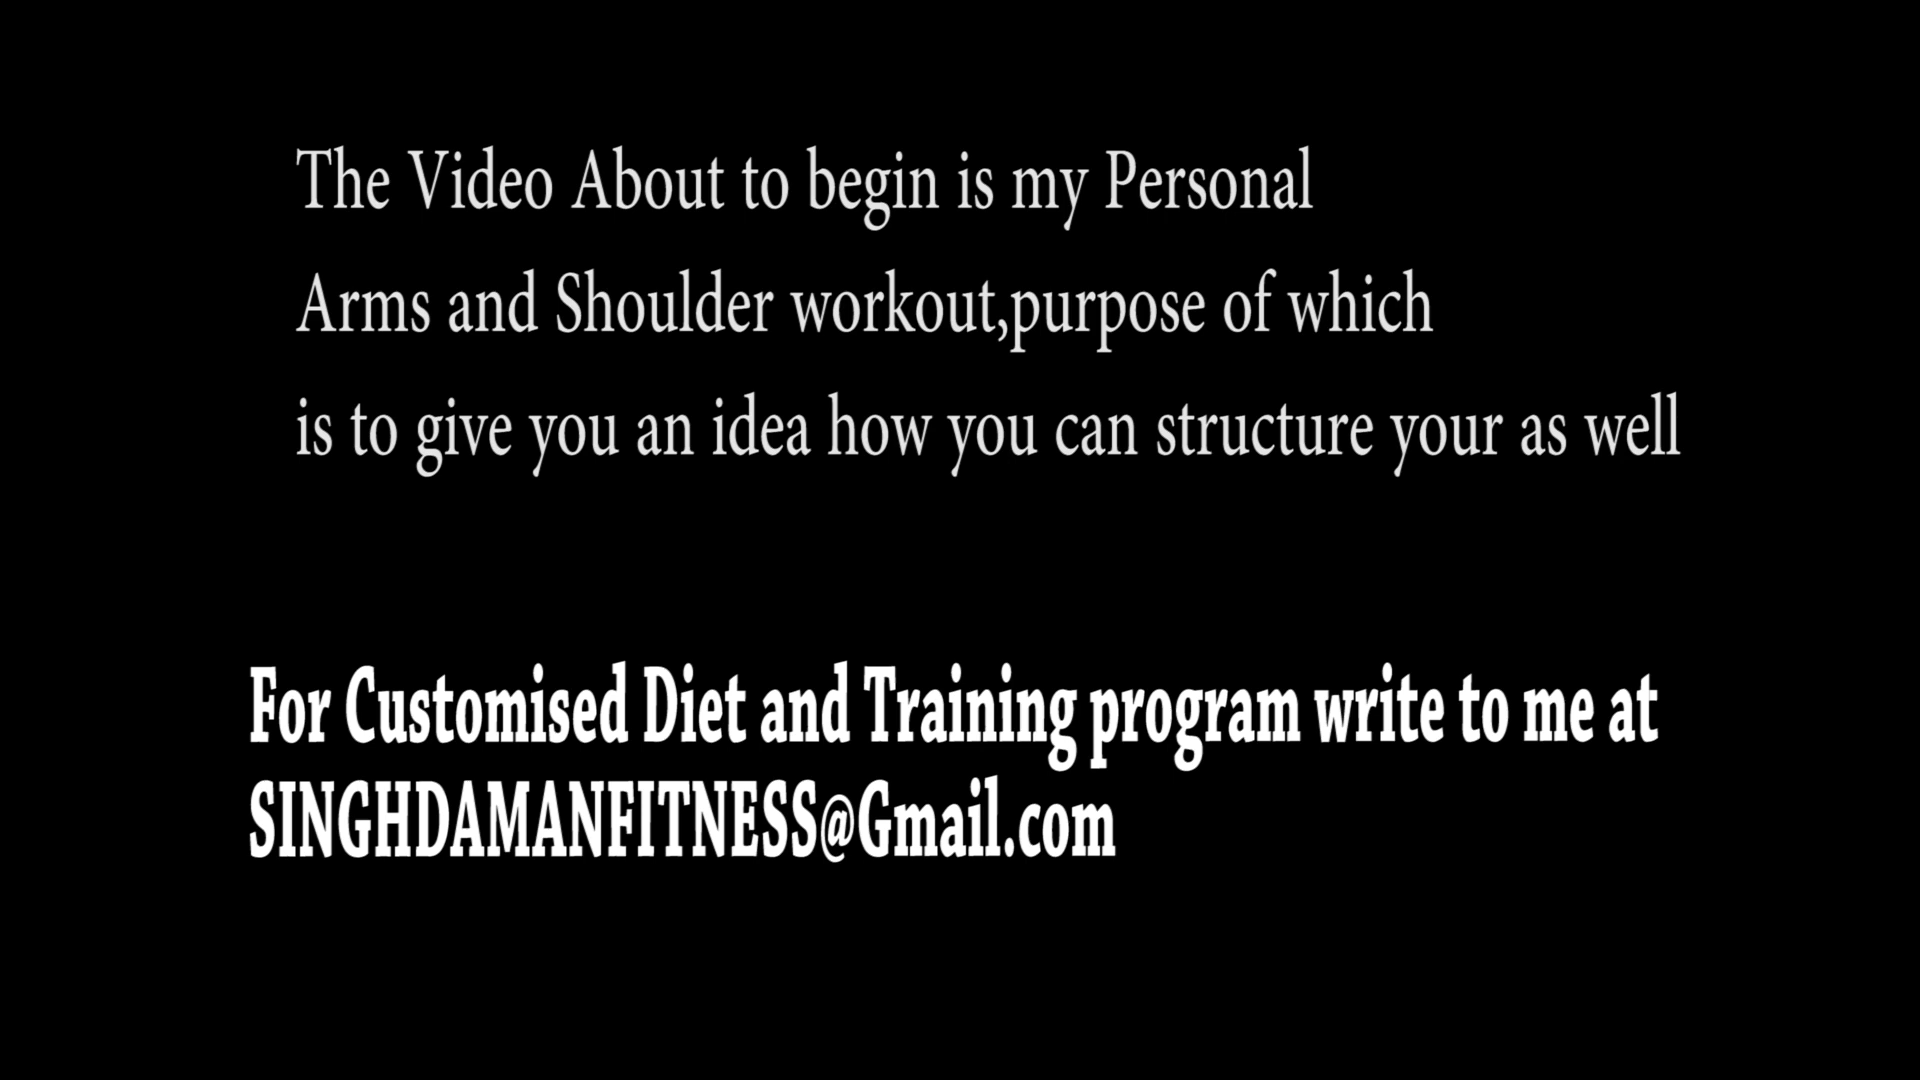 The Video About to begin is my Personal
Arms and Shoulder workout,purpose of which
is to give you an idea how you can structure your as well
For Customised Diet and Training program write to me at
SINGHDAMANFITNESS@Gmail.com